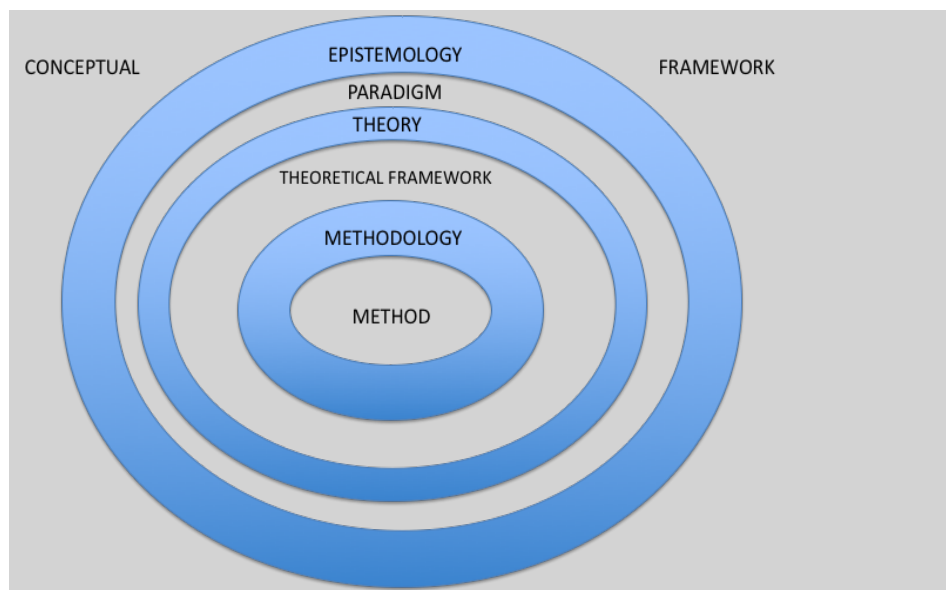 EPISTEMOLOGY
CONCEPTUAL FRAMEWORK
PARADIGM
THEORY
THEORETICAL FRAMEWORK
METHODOLOGY
METHOD